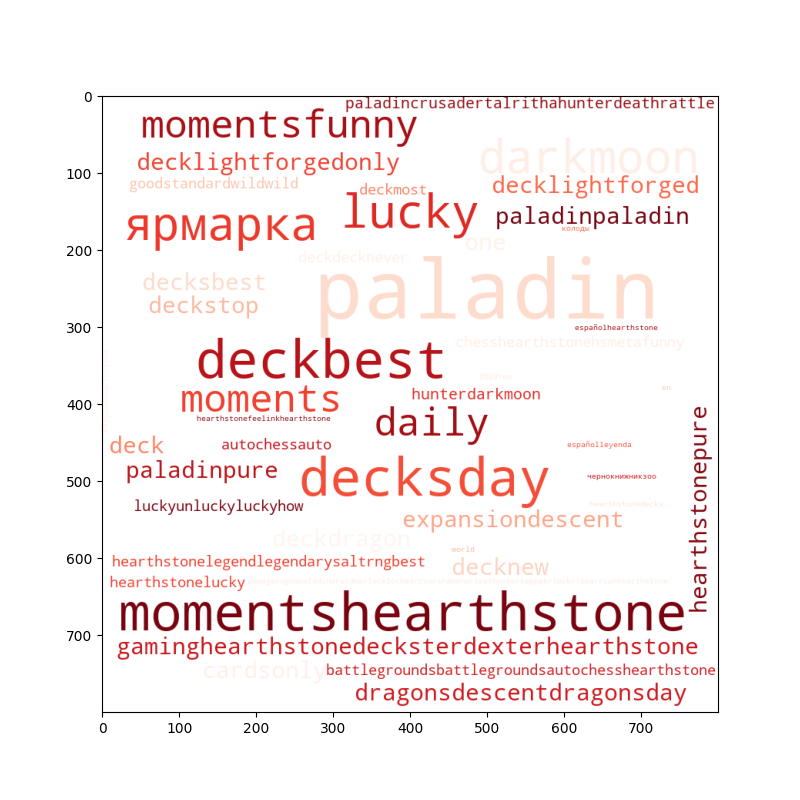 0
paladincrusadertalrithahunterdeathrattle
momentsfunny
darkmoon
decklightforgedonly
100
goodstandardwildwild
deckmost
decklightforged
lucky
paladinpaladin
ярмарка
колоды
one
200
deckdecknever
decksbest
paladin
deckstop
300
españolhearthstone
chesshearthstonehsmetafunny
deckbest
moments
hunterdarkmoon
en
400
hearthstonefeelinkhearthstone
daily
deck
autochessauto
españolleyenda
paladinpure
decksday
чернокнижникзоо
500
luckyunluckyluckyhow
hearthstonepure
expansiondescent
deckdragon
world
600
hearthstonelegendlegendarysaltrngbest
decknew
hearthstonelucky
momentshearthstone
700
gaminghearthstonedecksterdexterhearthstone
cardsonly
battlegroundsbattlegroundsautochesshearthstone
dragonsdescentdragonsday
0 100 200 300 400 500 600 700